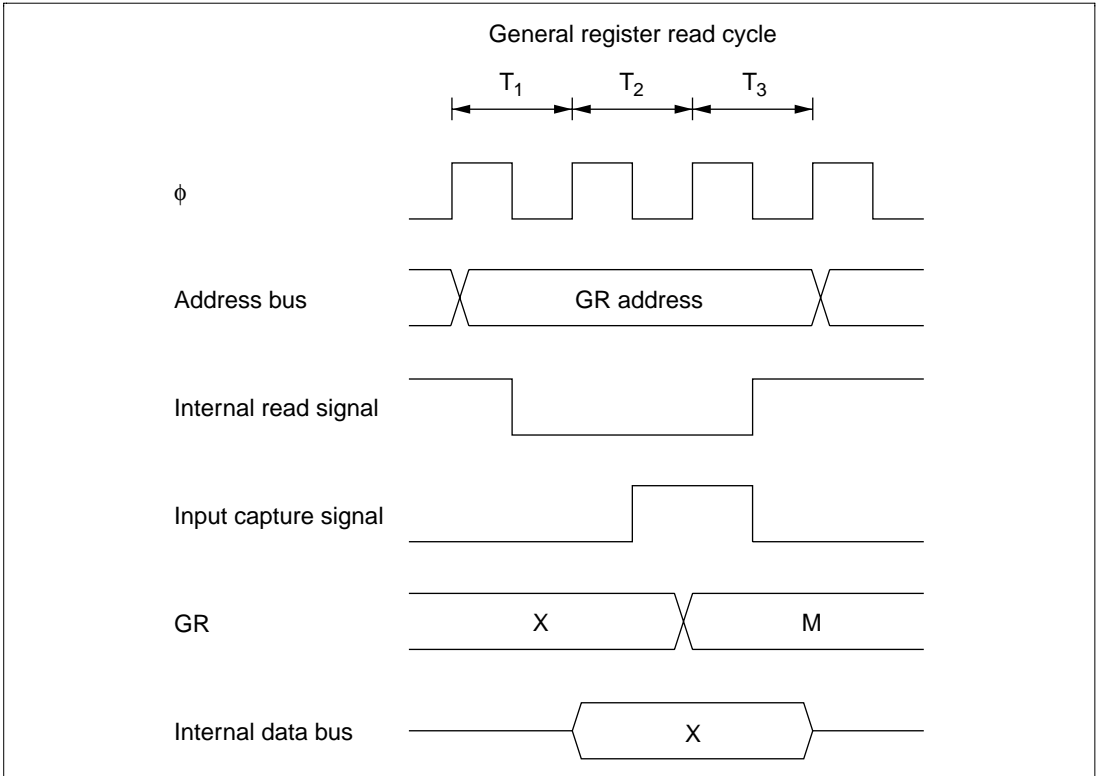 General register read cycle
T₁ T₂ T₃
ϕ
Address bus GR address
Internal read signal
Input capture signal
GR X M
Internal data bus X